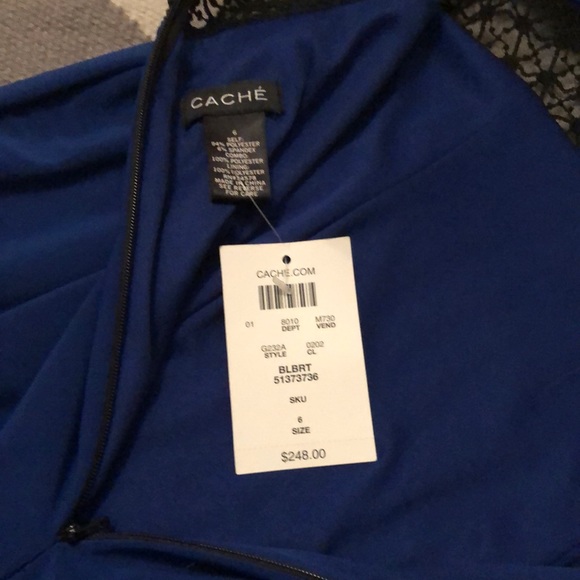 CACHÉ
6
SELF:
94% POLYESTER
6% SPANDEX
COMBO:
100% POLYESTER
LINING:
100% POLYESTER
MADE IN CHINA
SEE REVERSE
FOR CARE
CACHE.COM
01 8010 M730
DEPT VEND
G232A 0202
STYLE CL
BLBRT
51373736
SKU
6
SIZE
$248.00